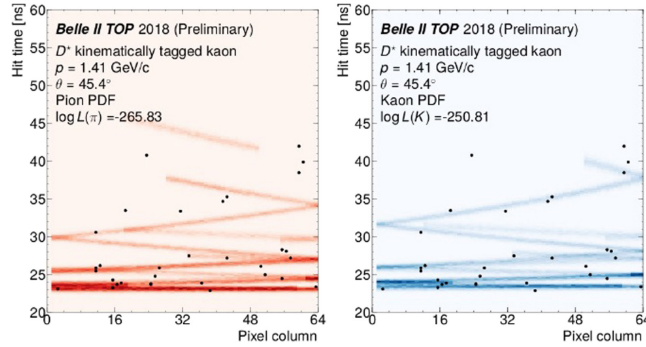 Hit time [ns]
60
55
50
45
40
35
30
25
20
0
16
32
48
64
Pixel column
Belle II TOP 2018 (Preliminary)
D* kinematically tagged kaon
p = 1.41 GeV/c
θ = 45.4°
Pion PDF
log L(π) =-265.83
Hit time [ns]
60
55
50
45
40
35
30
25
20
0
16
32
48
64
Pixel column
Belle II TOP 2018 (Preliminary)
D* kinematically tagged kaon
p = 1.41 GeV/c
θ = 45.4°
Kaon PDF
log L(K) =-250.81